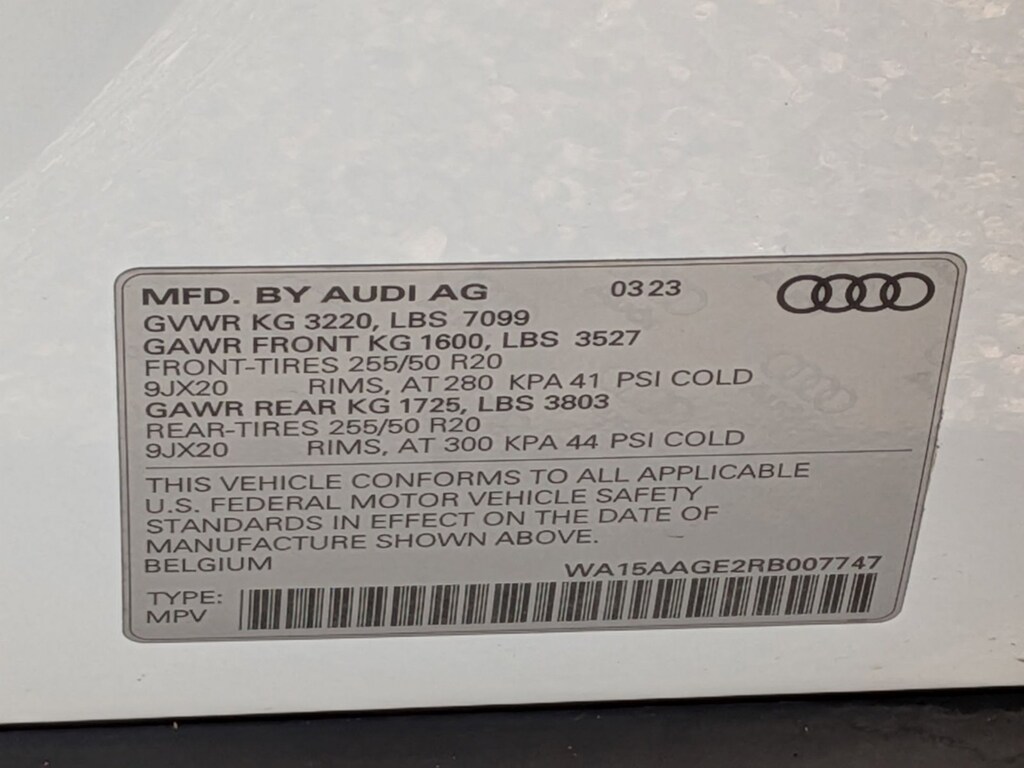 MFD. BY AUDI AG 03 23
GVWR KG 3220, LBS 7099
GAWR FRONT KG 1600, LBS 3527
FRONT-TIRES 255/50 R20
9JX20 RIMS, AT 280 KPA 41 PSI COLD
GAWR REAR KG 1725, LBS 3803
REAR-TIRES 255/50 R20
9JX20 RIMS, AT 300 KPA 44 PSI COLD
THIS VEHICLE CONFORMS TO ALL APPLICABLE
U.S. FEDERAL MOTOR VEHICLE SAFETY
STANDARDS IN EFFECT ON THE DATE OF
MANUFACTURE SHOWN ABOVE.
BELGIUM WA15AAGE2RB007747
TYPE:
MPV